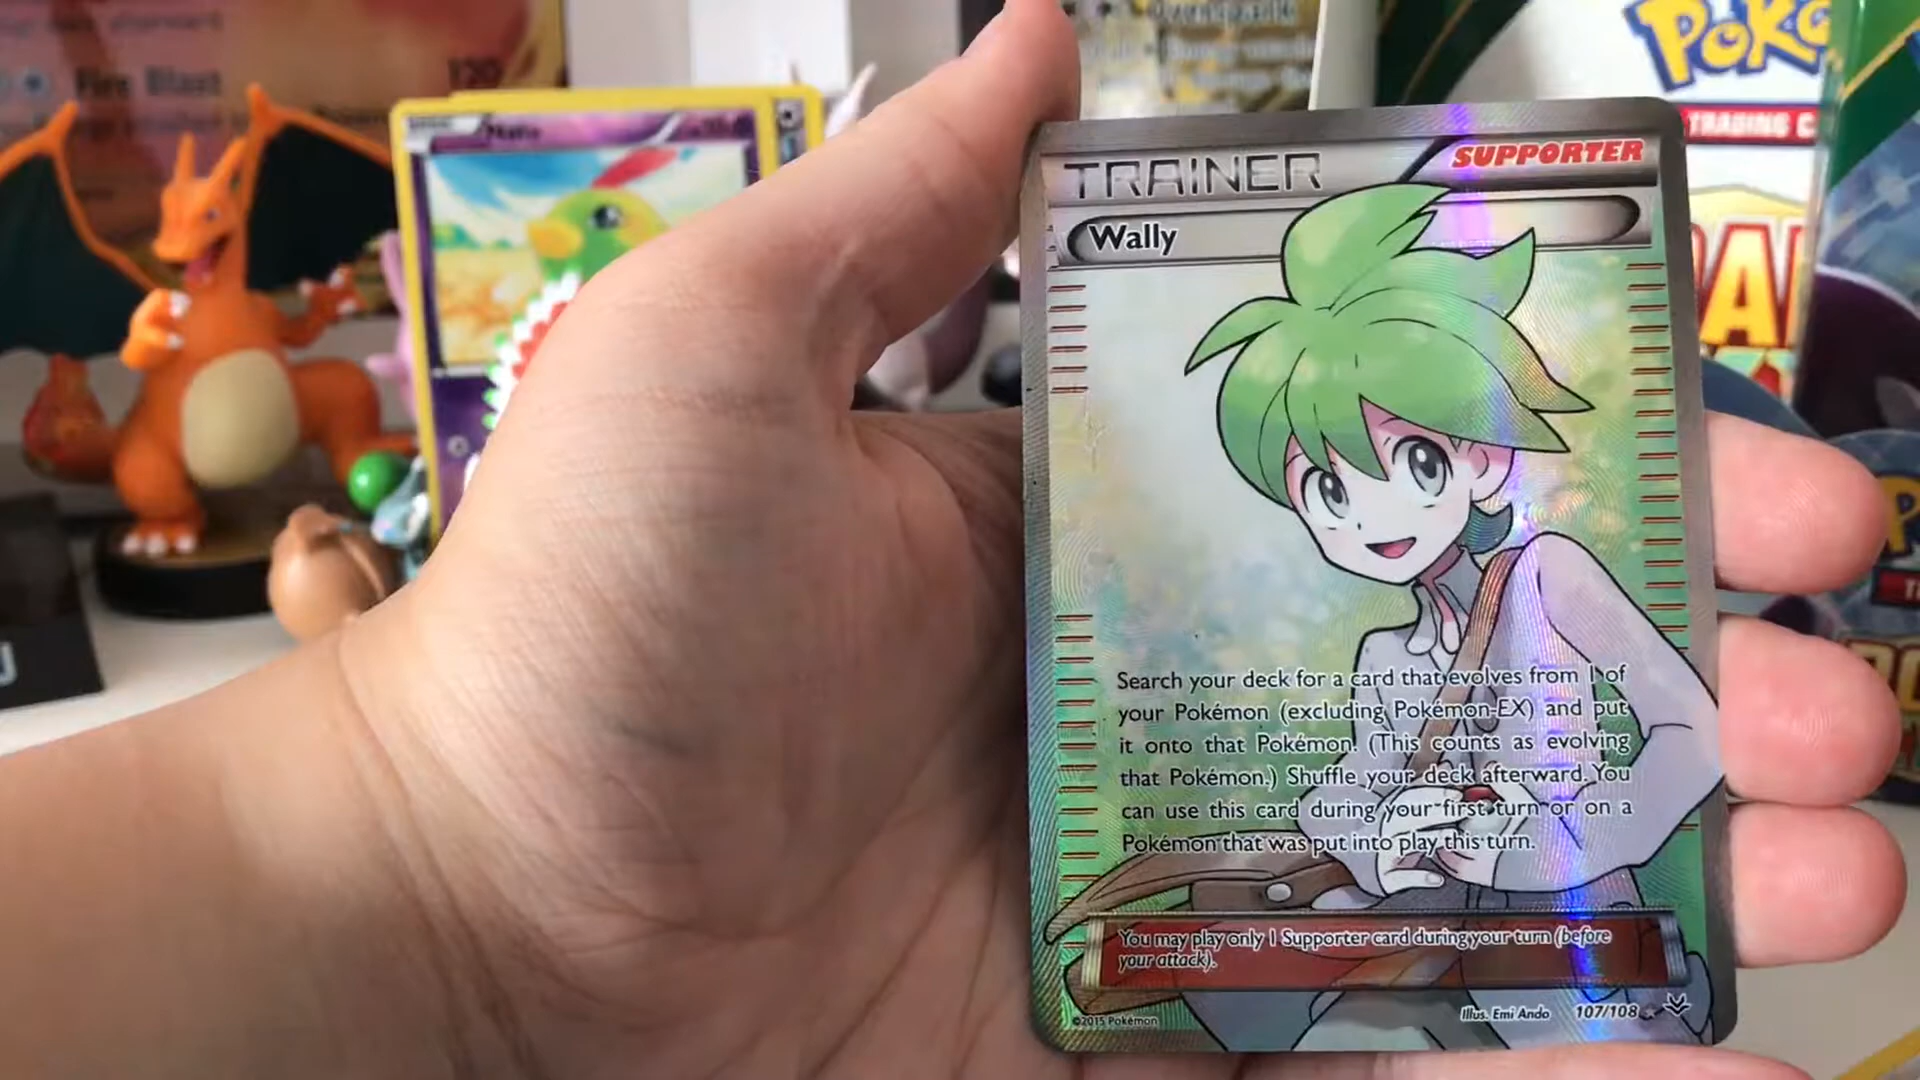 Fire Blast
120
Natu
TRADING C
TRAINER
SUPPORTER
Wally
Search your deck for a card that evolves from 1 of
your Pokémon (excluding Pokémon-EX) and put
it onto that Pokémon. (This counts as evolving
that Pokémon.) Shuffle your deck afterward. You
can use this card during your first turn or on a
Pokémon that was put into play this turn.
You may play only 1 Supporter card during your turn (before
your attack).
©2015 Pokémon
Illus. Emi Ando
107/108